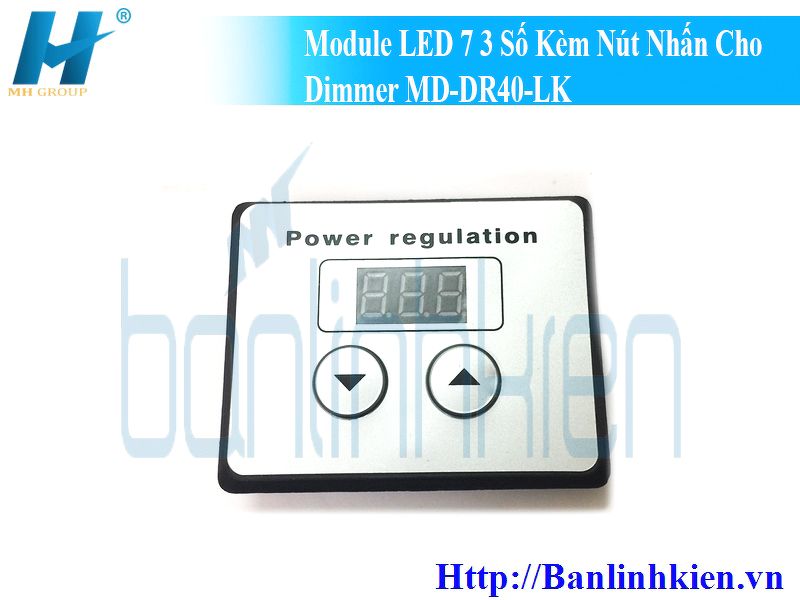 Module LED 7 3 Số Kèm Nút Nhấn Cho
Dimmer MD-DR40-LK
H ®
MH GROUP
Power regulation
8.8.8
banlinhkien
Http://Banlinhkien.vn